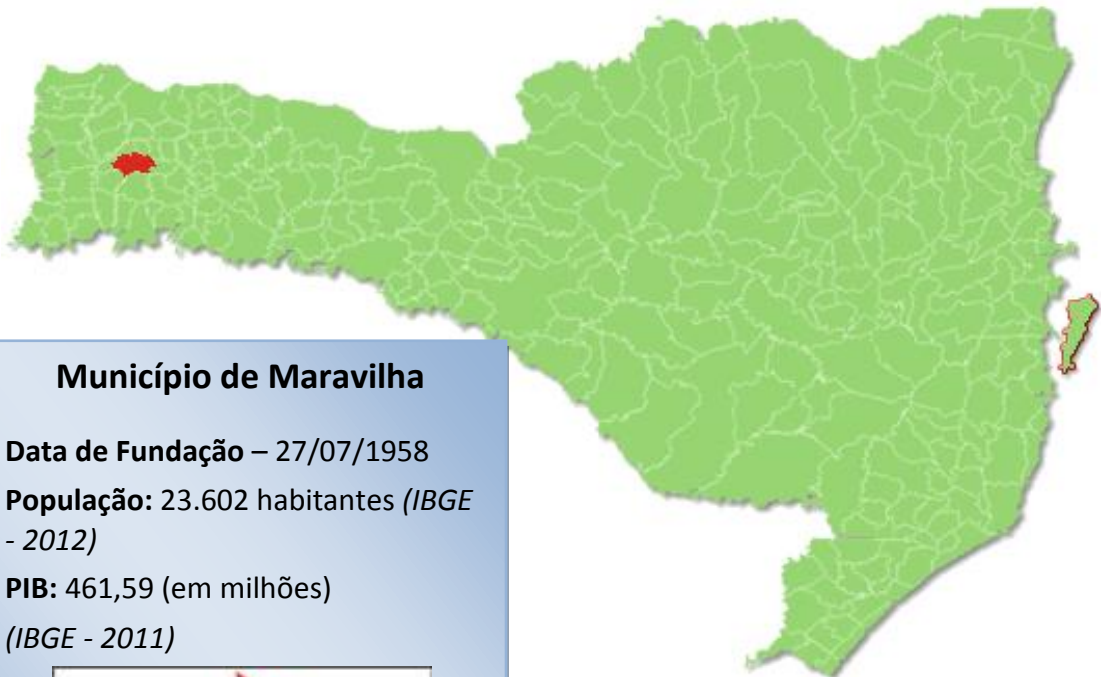 Município de Maravilha
Data de Fundação – 27/07/1958
População: 23.602 habitantes (IBGE
- 2012)
PIB: 461,59 (em milhões)
(IBGE - 2011)